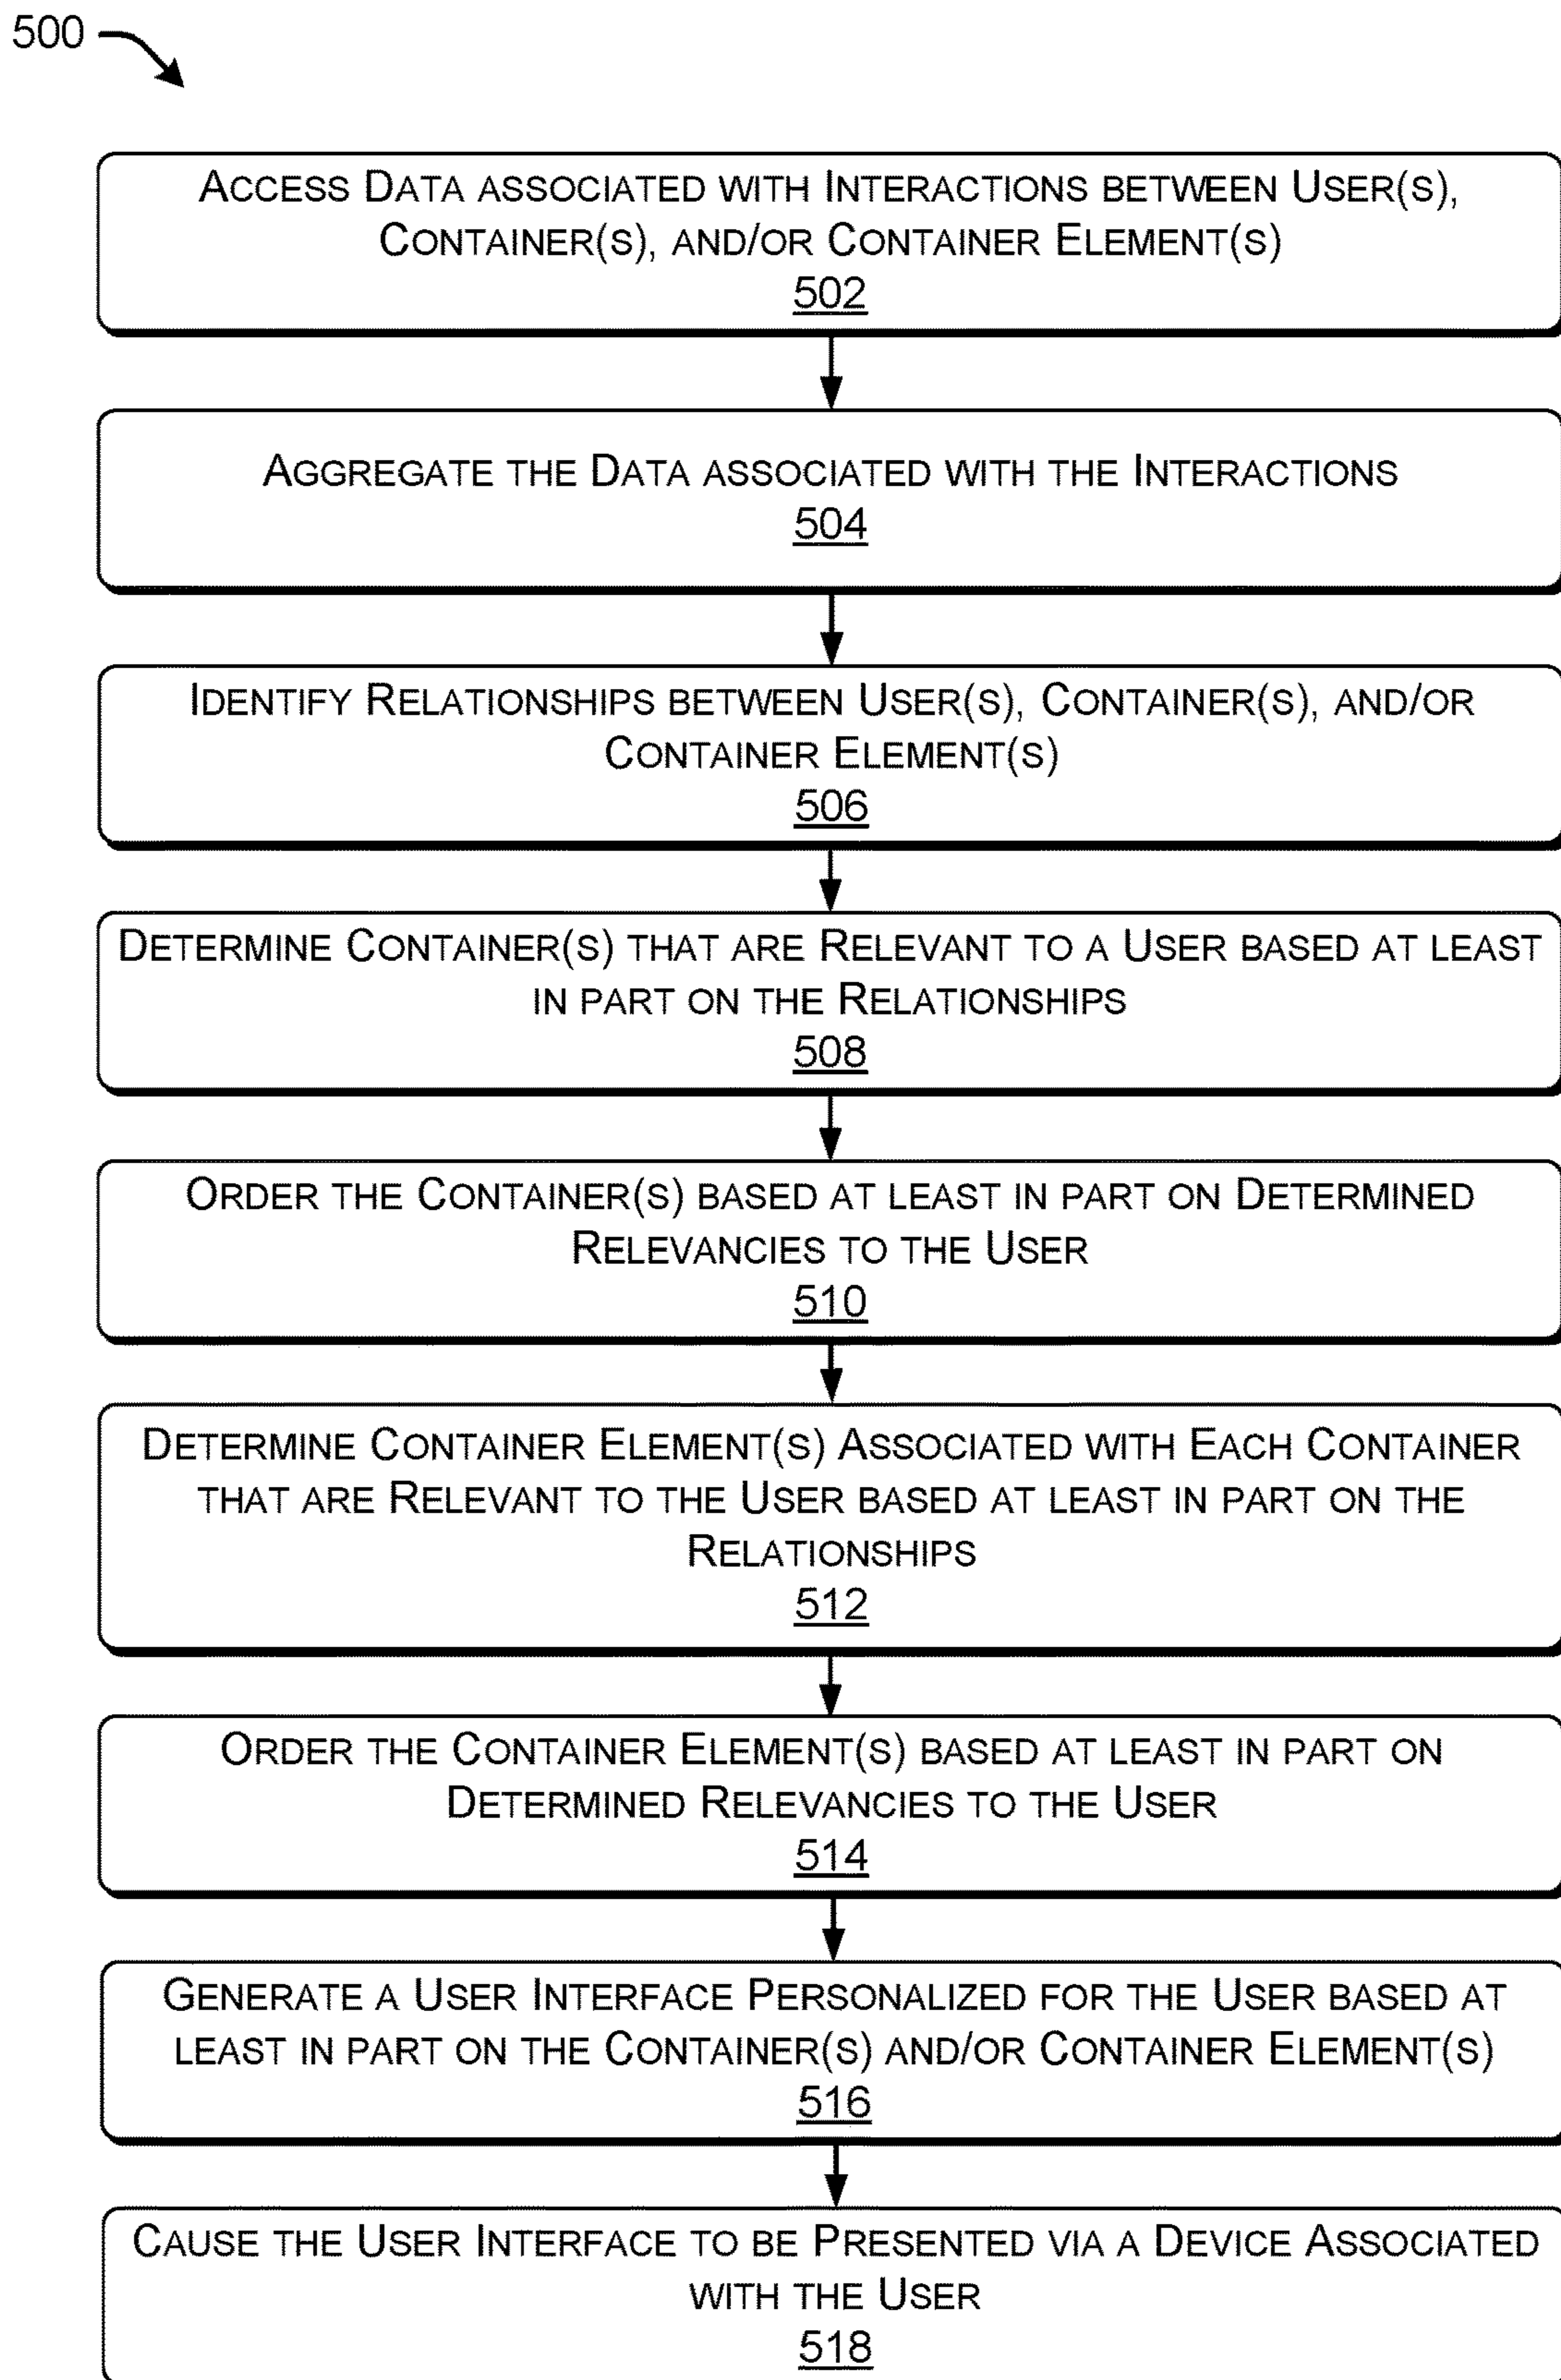 500
Access Data associated with Interactions between User(s),
Container(s), and/or Container Element(s)
502
Aggregate the Data associated with the Interactions
504
Identify Relationships between User(s), Container(s), and/or
Container Element(s)
506
Determine Container(s) that are Relevant to a User based at least
in part on the Relationships
508
Order the Container(s) based at least in part on Determined
Relevancies to the User
510
Determine Container Element(s) Associated with Each Container
that are Relevant to the User based at least in part on the
Relationships
512
Order the Container Element(s) based at least in part on
Determined Relevancies to the User
514
Generate a User Interface Personalized for the User based at
least in part on the Container(s) and/or Container Element(s)
516
Cause the User Interface to be Presented via a Device Associated
with the User
518